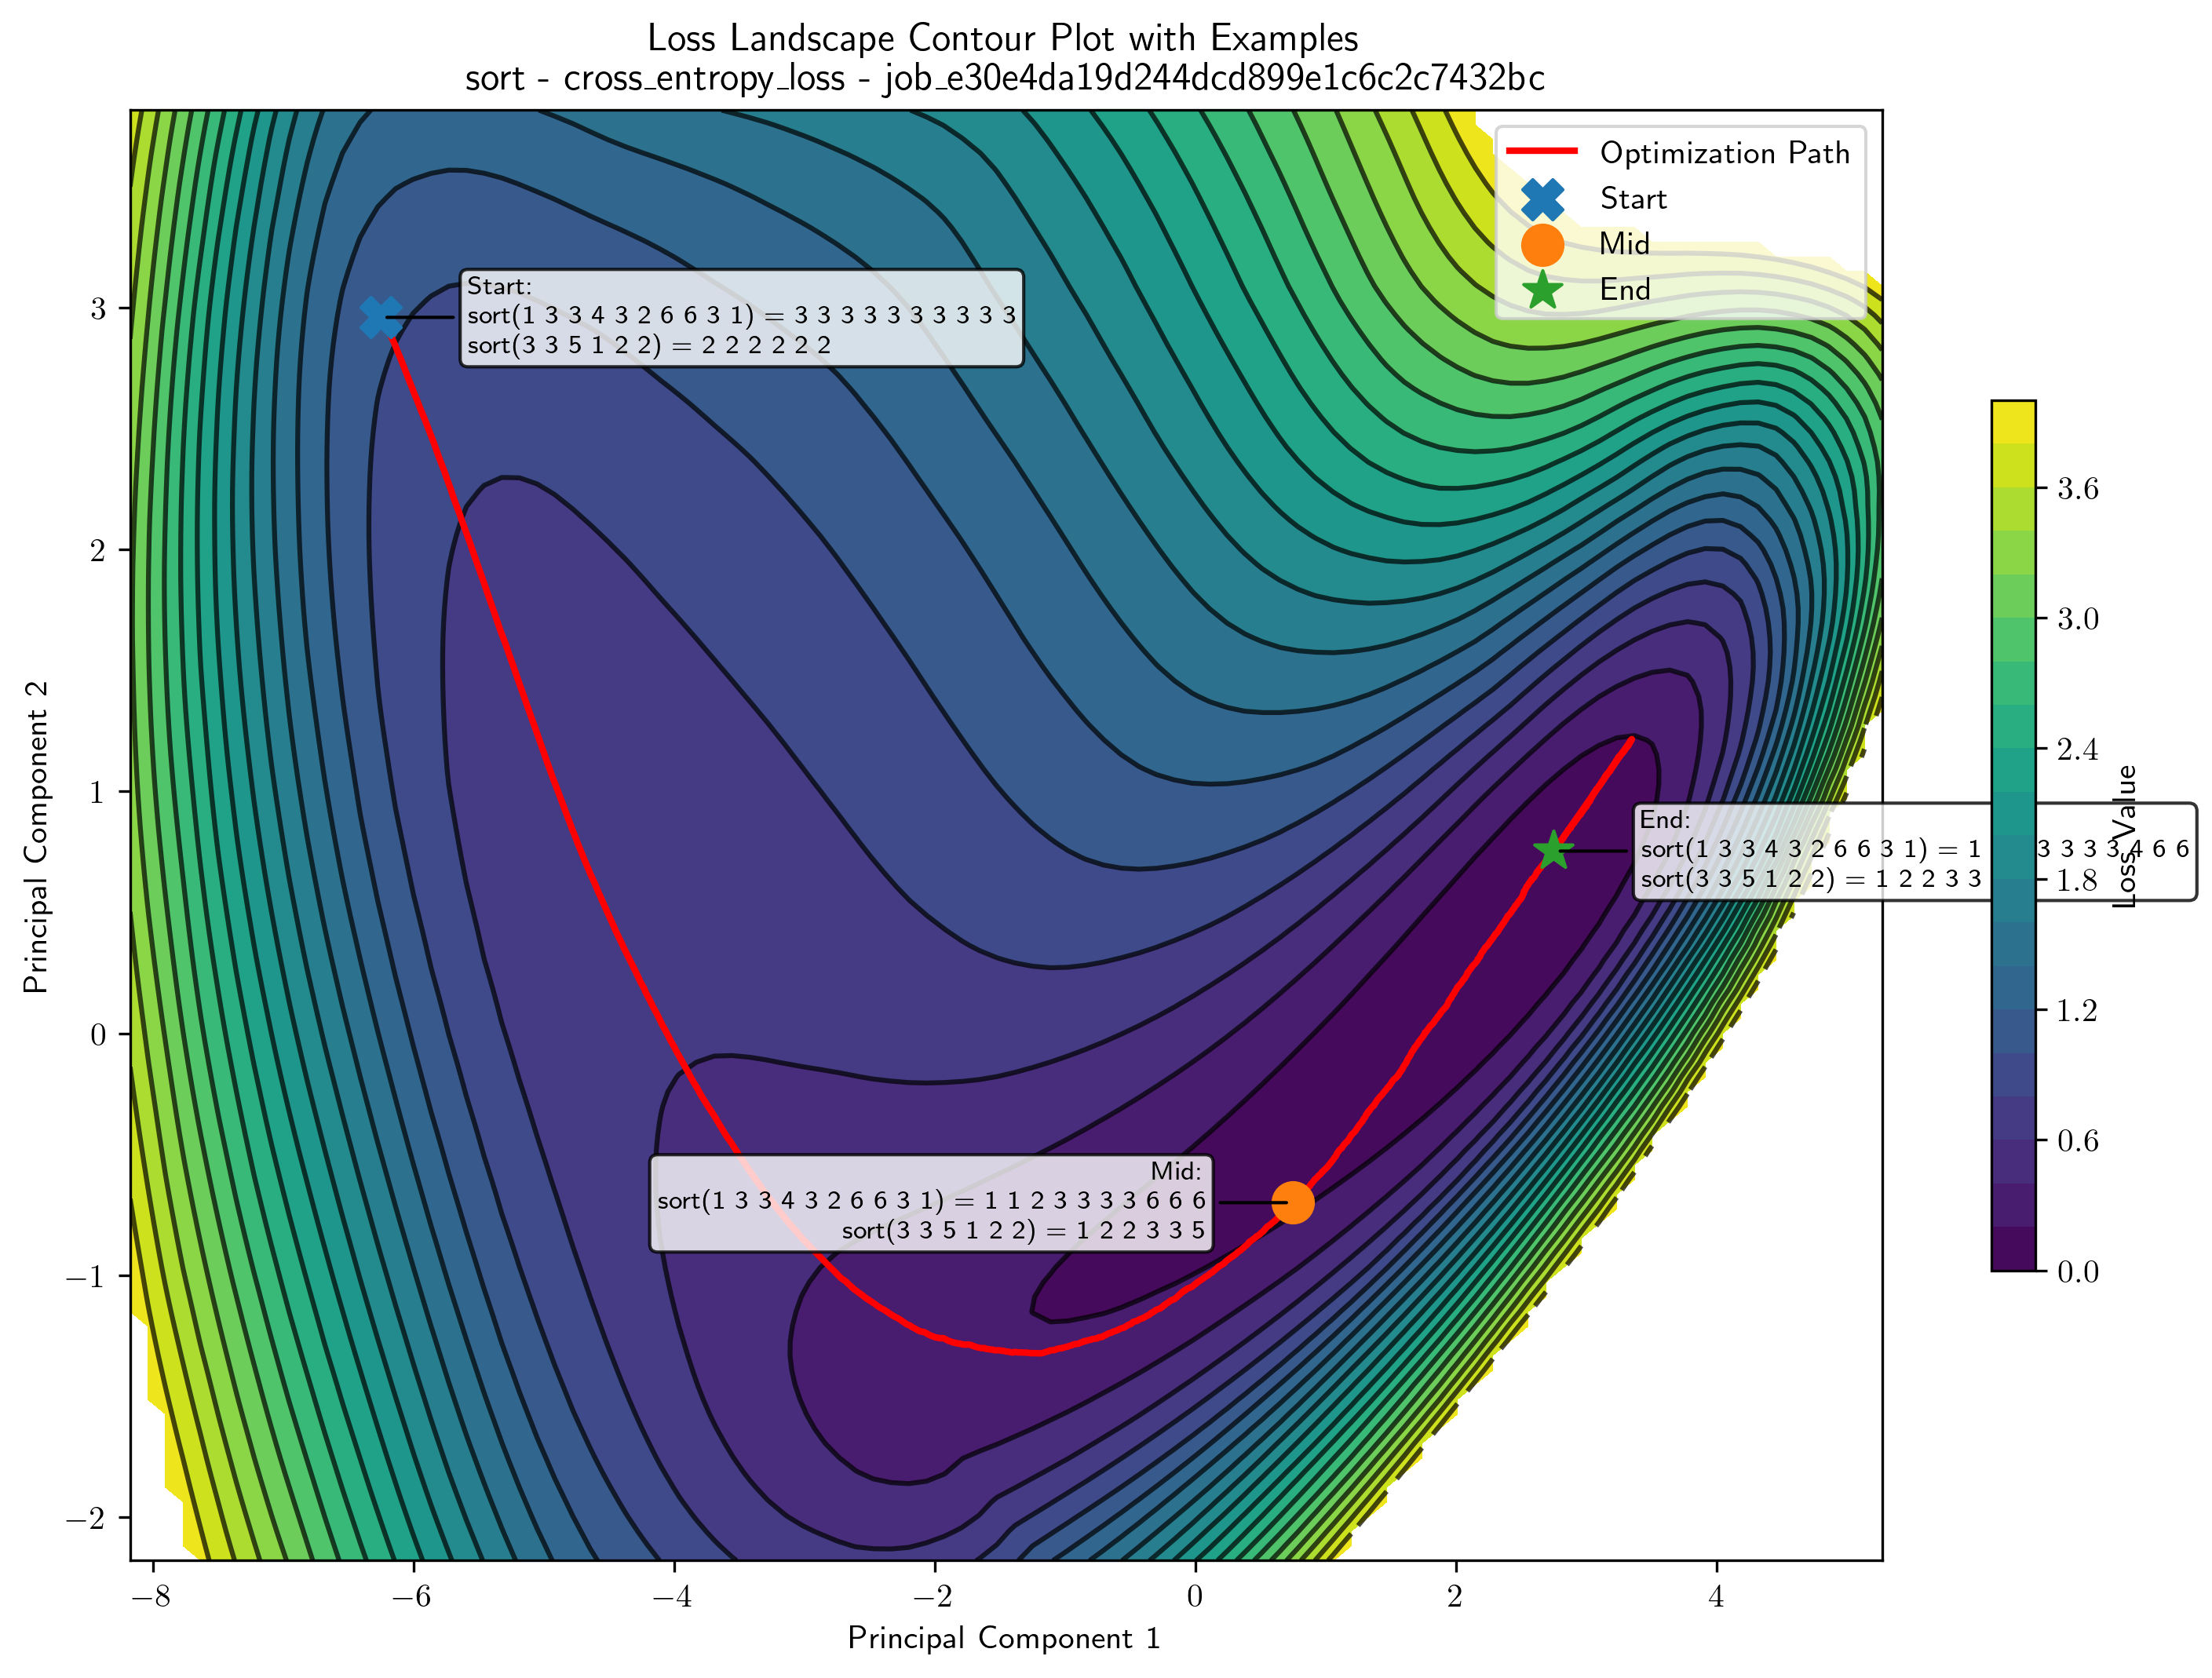 Loss Landscape Contour Plot with Examples
sort - cross_entropy_loss - job_e30e4da19d244dcd899e1c6c2c7432bc
Optimization Path
Start
Mid
End
Start:
sort(1 3 3 4 3 2 6 6 3 1) = 3 3 3 3 3 3 3 3 3 3
sort(3 3 5 1 2 2) = 2 2 2 2 2 2
End:
sort(1 3 3 4 3 2 6 6 3 1) = 1 3 3 3 3 4 6 6
sort(3 3 5 1 2 2) = 1 2 2 3 3
Mid:
sort(1 3 3 4 3 2 6 6 3 1) = 1 1 2 3 3 3 3 6 6 6
sort(3 3 5 1 2 2) = 1 2 2 3 3 5
Principal Component 2
3
2
1
0
−1
−2
−8
−6
−4
−2
0
2
4
Principal Component 1
3.6
3.0
2.4
1.8
1.2
0.6
0.0
Loss Value